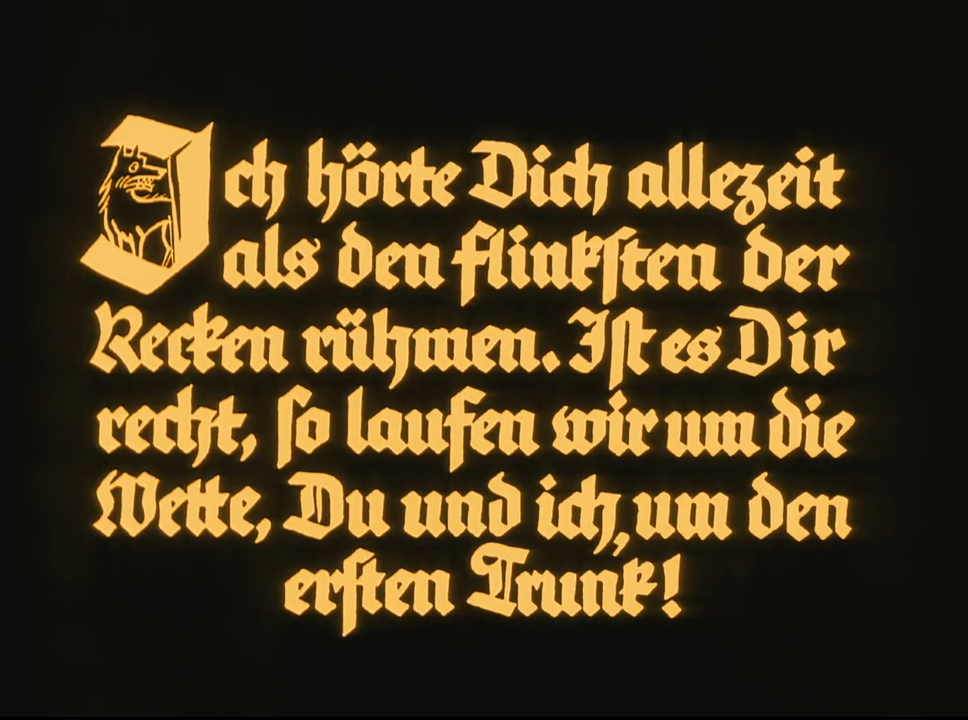 Ich hörte Dich allezeit
als den flinkſten der
Recken rühmen. Iſt es Dir
recht, ſo laufen wir um die
Wette, Du und ich, um den
erſten Trunk!